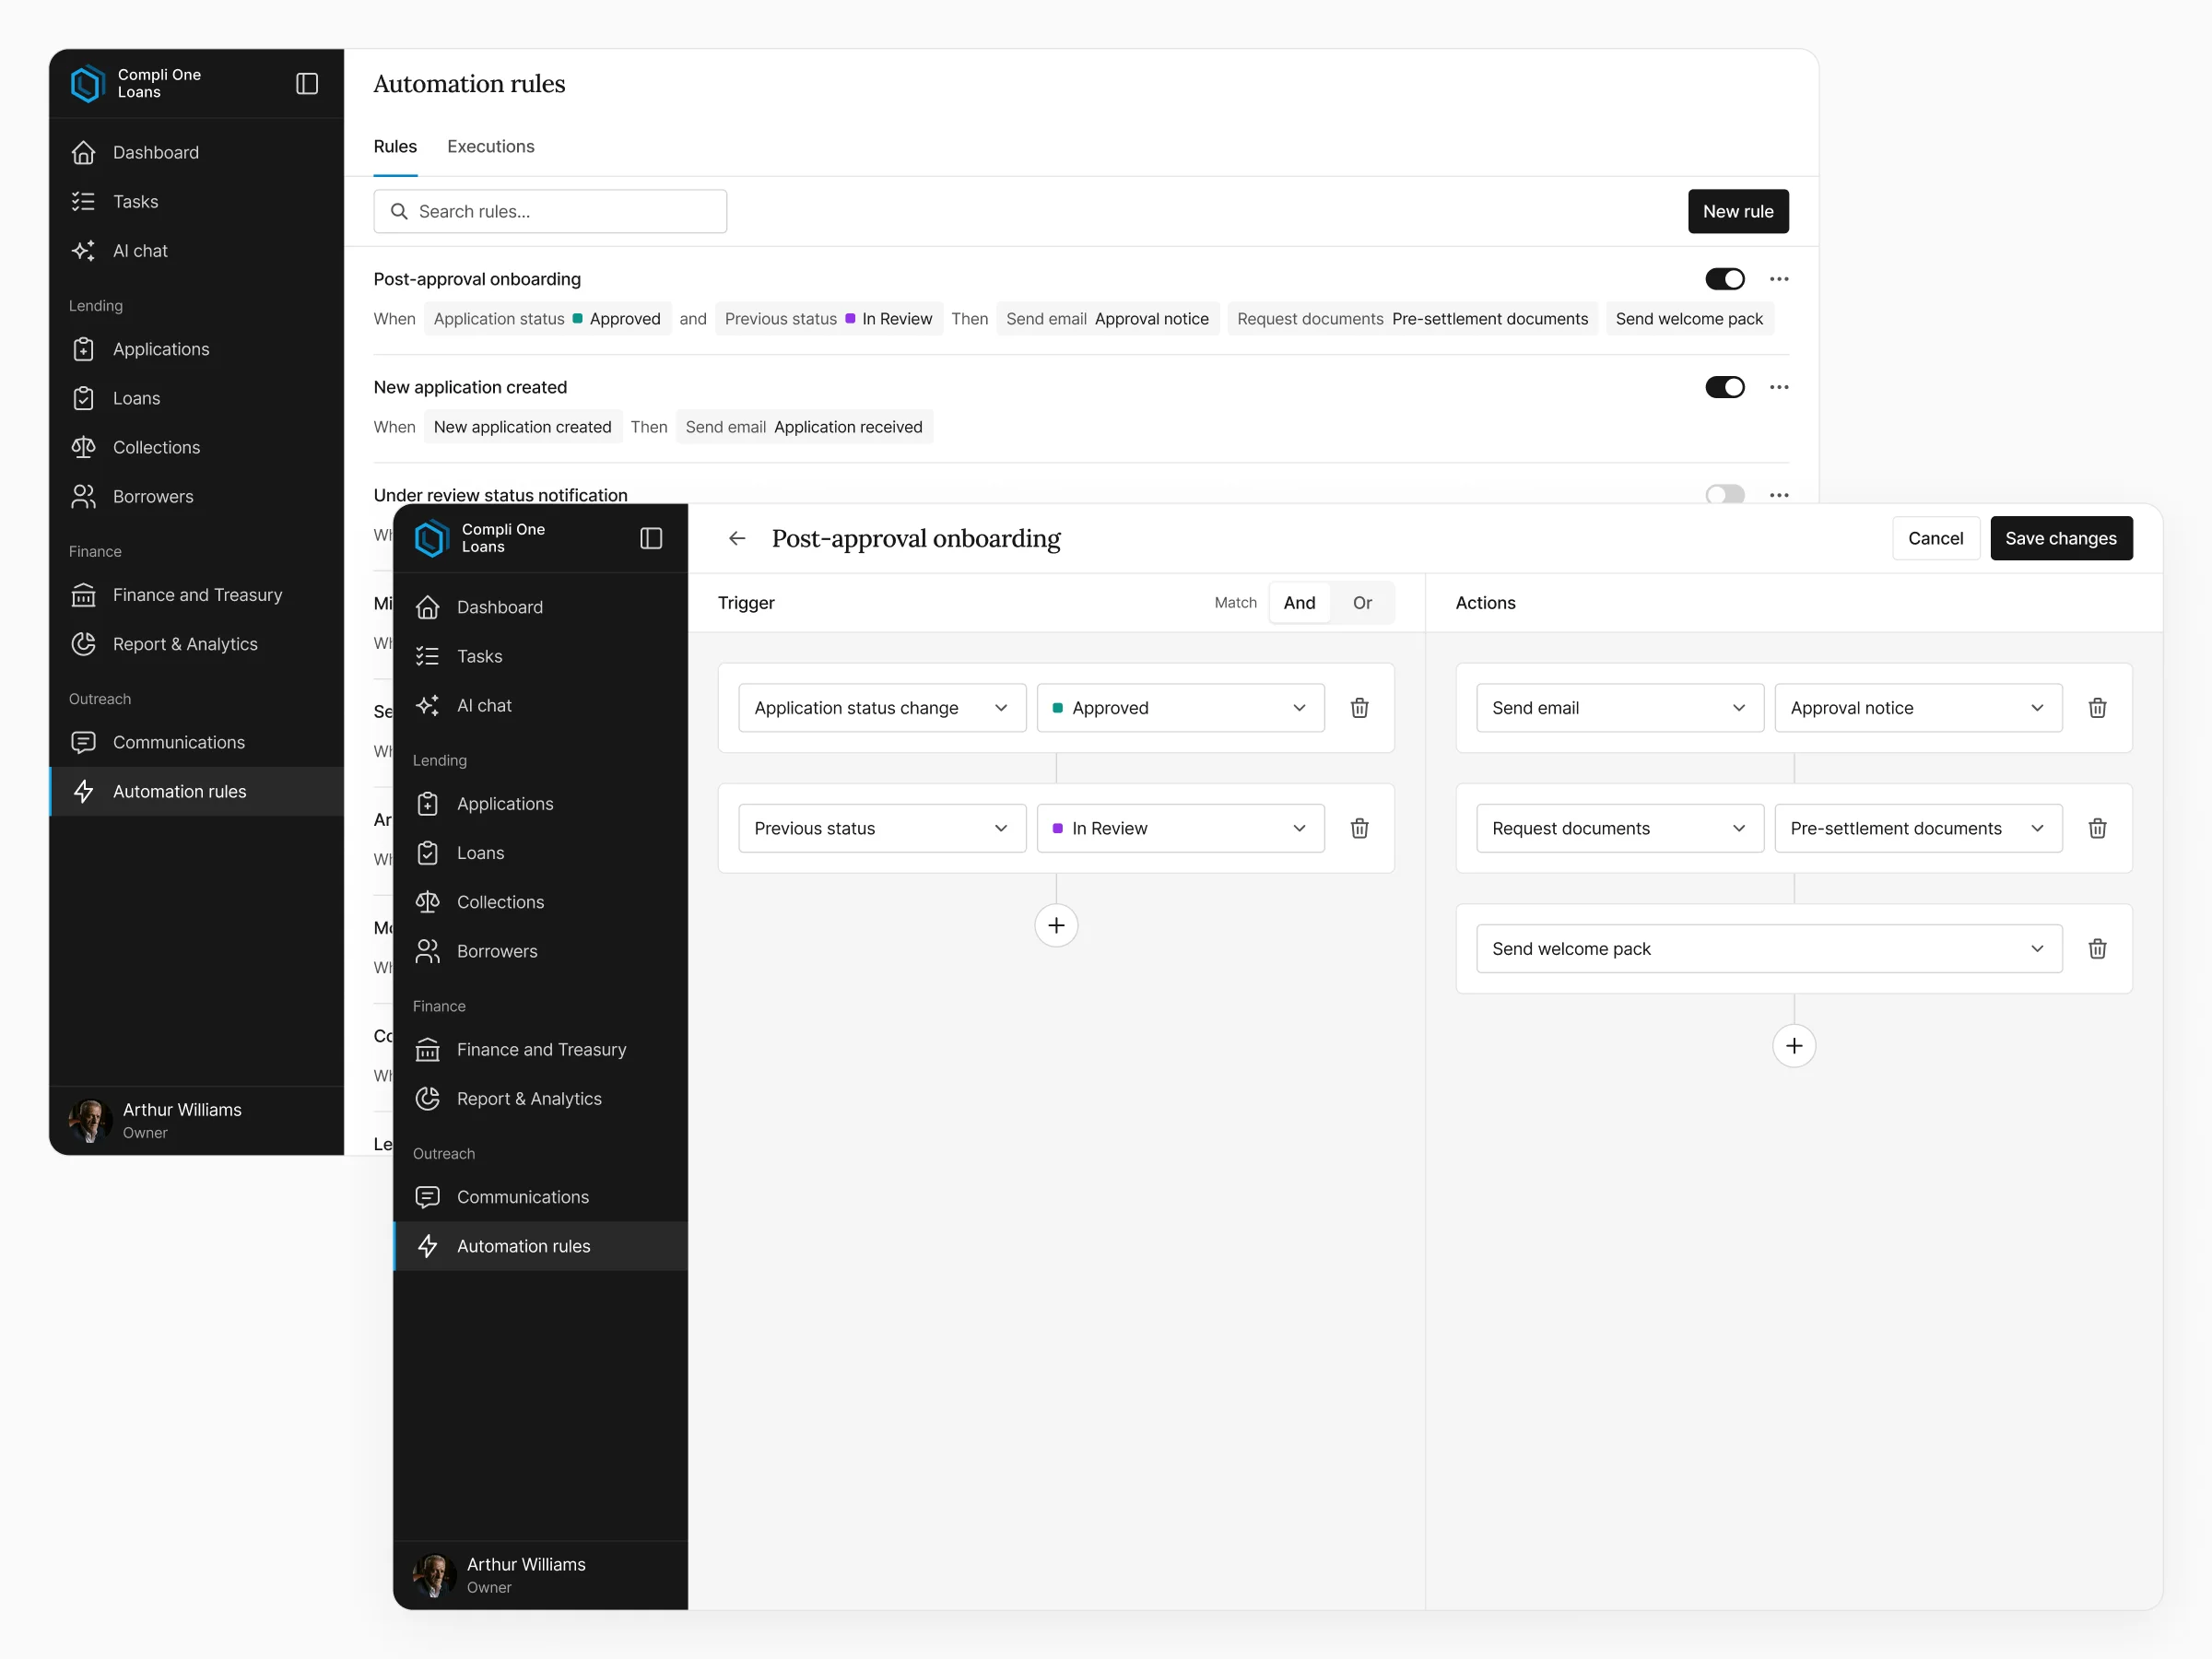 Compli One
Loans
Dashboard
Tasks
AI chat
Lending
Applications
Loans
Collections
Borrowers
Finance
Finance and Treasury
Report & Analytics
Outreach
Communications
Automation rules
Arthur Williams
Owner
Automation rules
Rules Executions
Search rules... New rule
Post-approval onboarding
When Application status Approved and Previous status In Review Then Send email Approval notice Request documents Pre-settlement documents Send welcome pack
New application created
When New application created Then Send email Application received
Under review status notification
Compli One
Loans
Dashboard
Tasks
AI chat
Lending
Applications
Loans
Collections
Borrowers
Finance
Finance and Treasury
Report & Analytics
Outreach
Communications
Automation rules
Arthur Williams
Owner
Post-approval onboarding Cancel Save changes
Trigger Match And Or
Application status change Approved
Previous status In Review
Actions
Send email Approval notice
Request documents Pre-settlement documents
Send welcome pack